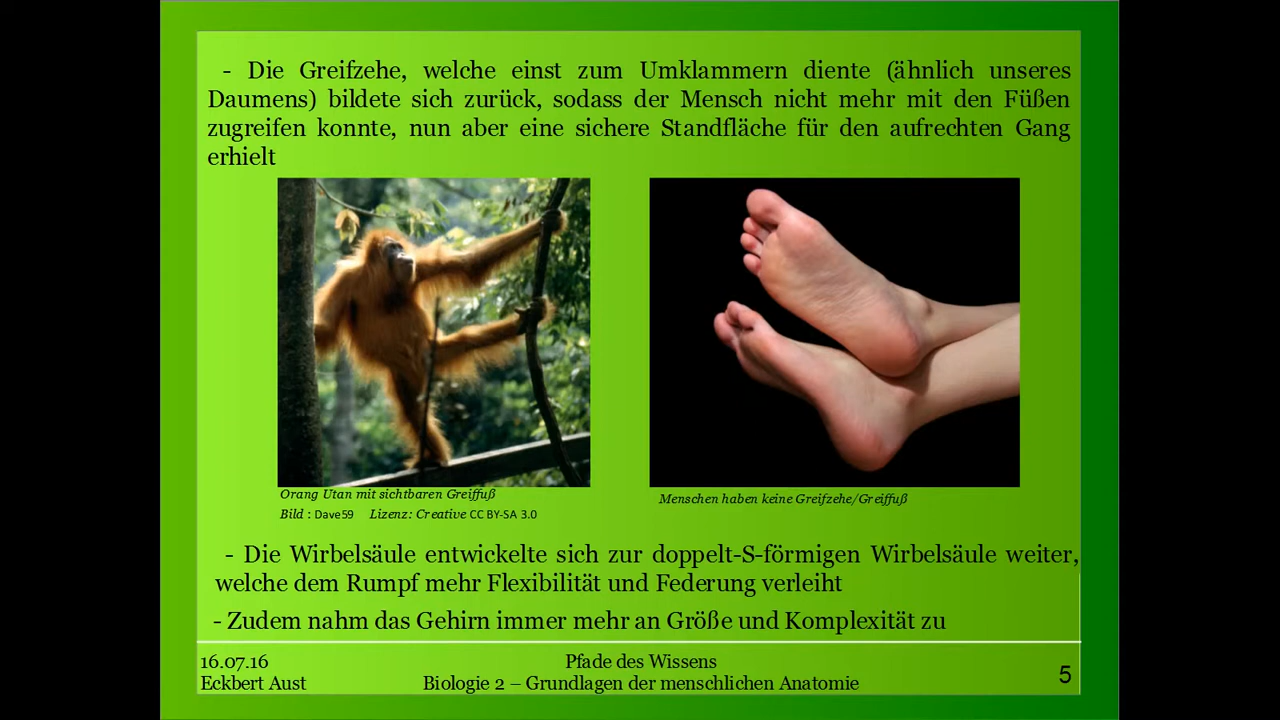 - Die Greifzehe, welche einst zum Umklammern diente (ähnlich unseres
Daumens) bildete sich zurück, sodass der Mensch nicht mehr mit den Füßen
zugreifen konnte, nun aber eine sichere Standfläche für den aufrechten Gang
erhielt
Orang Utan mit sichtbaren Greiffuß
Bild : Dave59 Lizenz: Creative CC BY-SA 3.0
Menschen haben keine Greifzehe/Greiffuß
- Die Wirbelsäule entwickelte sich zur doppelt-S-förmigen Wirbelsäule weiter,
welche dem Rumpf mehr Flexibilität und Federung verleiht
- Zudem nahm das Gehirn immer mehr an Größe und Komplexität zu
16.07.16
Eckbert Aust
Pfade des Wissens
Biologie 2 – Grundlagen der menschlichen Anatomie
5